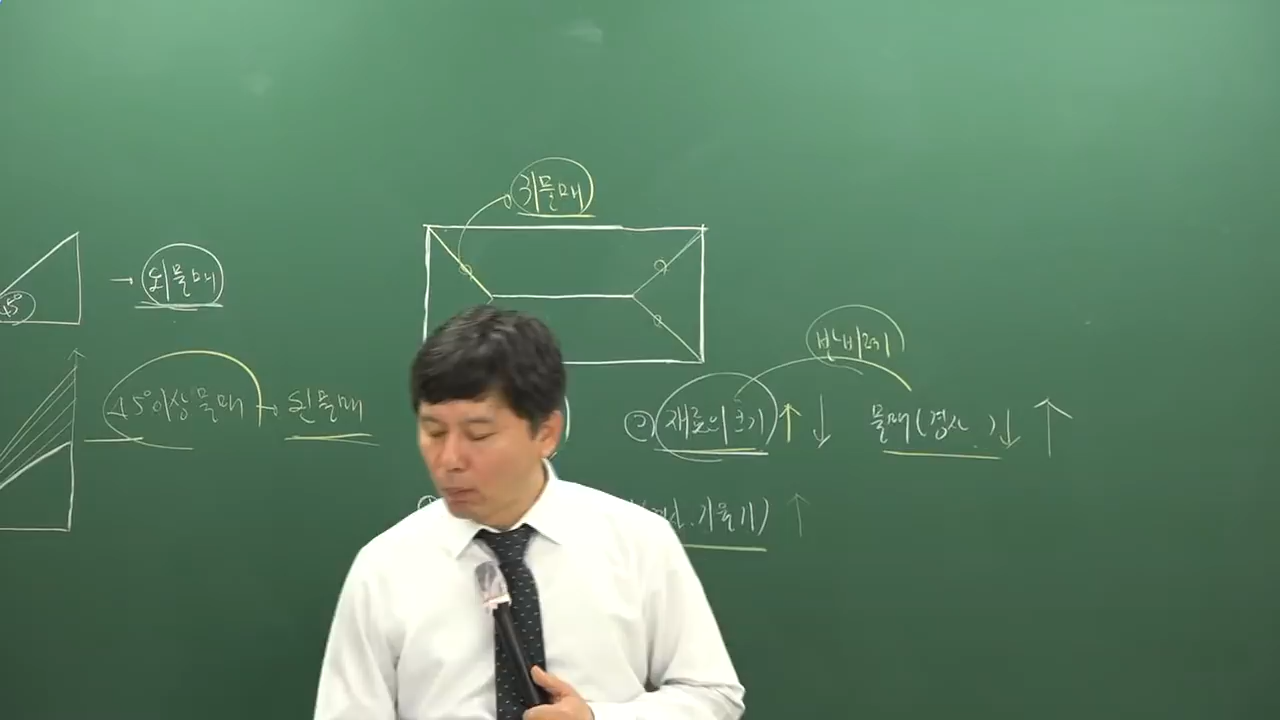 귀물매
45°
→ 되물매
반비례
45°이상 물매 → 된물매
② 재료의 크기 ↑ ↓ 물매(경사 ) ↓ ↑
기울기) ↑